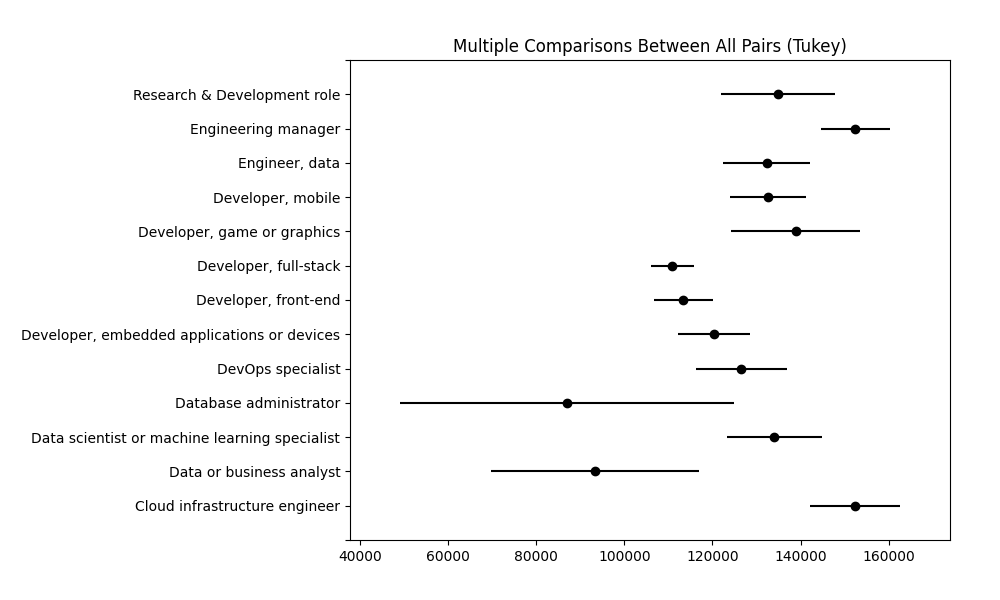 Multiple Comparisons Between All Pairs (Tukey)
Research & Development role
Engineering manager
Engineer, data
Developer, mobile
Developer, game or graphics
Developer, full-stack
Developer, front-end
Developer, embedded applications or devices
DevOps specialist
Database administrator
Data scientist or machine learning specialist
Data or business analyst
Cloud infrastructure engineer
40000 60000 80000 100000 120000 140000 160000